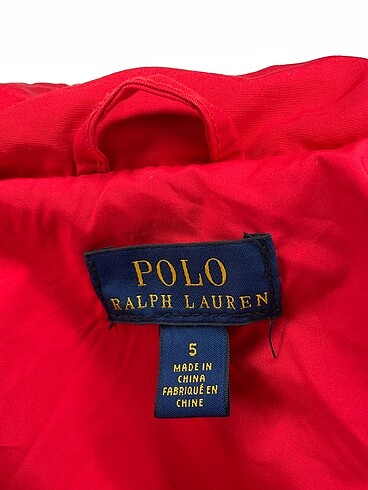 POLO
RALPH LAUREN
5
MADE IN
CHINA
FABRIQUÉ EN
CHINE